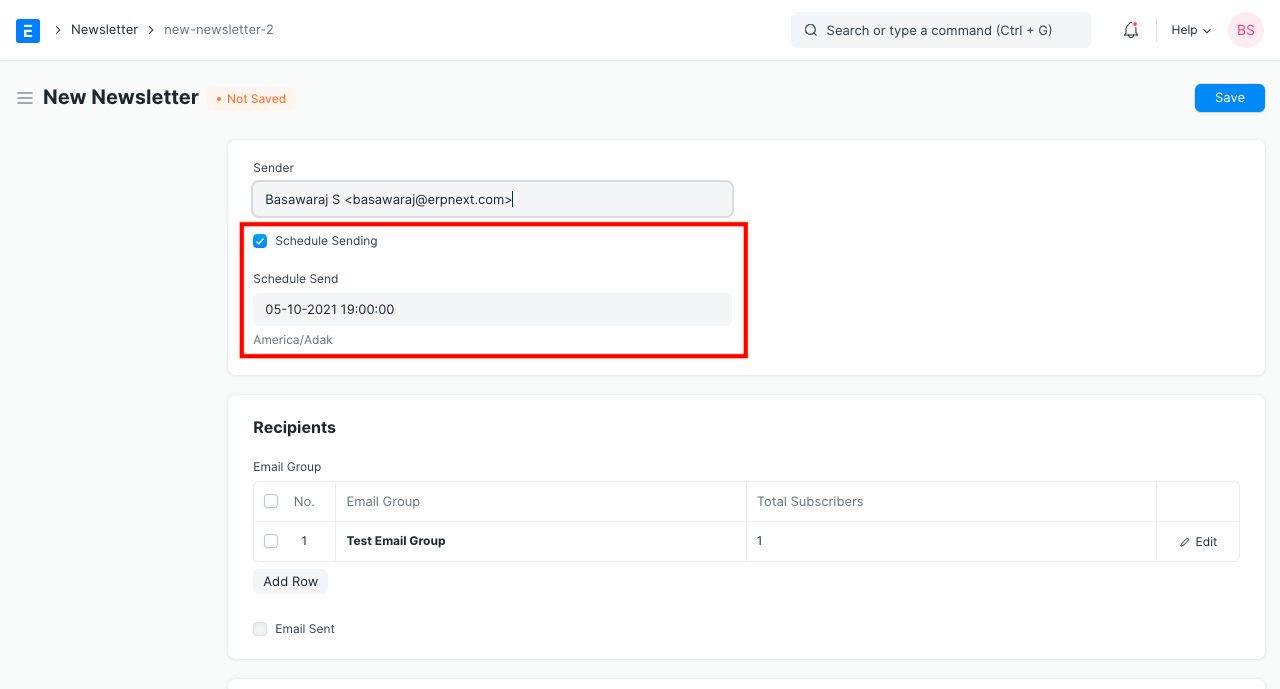 E Newsletter new-newsletter-2 Search or type a command (Ctrl + G) Help BS
New Newsletter Not Saved Save
Sender
Basawaraj S <basawaraj@erpnext.com>
Schedule Sending
Schedule Send
05-10-2021 19:00:00
America/Adak
Recipients
Email Group
No. Email Group Total Subscribers
1 Test Email Group 1 Edit
Add Row
Email Sent